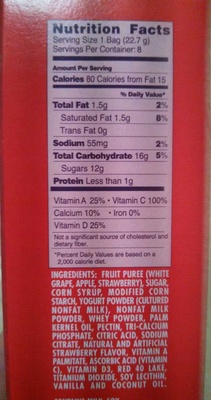 Nutrition Facts
Serving Size 1 Bag (22.7 g)
Servings Per Container: 8
Amount Per Serving
Calories 80 Calories from Fat 15
% Daily Value*
Total Fat 1.5g 2%
Saturated Fat 1.5g 8%
Trans Fat 0g
Sodium 55mg 2%
Total Carbohydrate 16g 5%
Sugars 12g
Protein Less than 1g
Vitamin A 25% • Vitamin C 100%
Calcium 10% • Iron 0%
Vitamin D 25%
Not a significant source of cholesterol and
dietary fiber.
*Percent Daily Values are based on a
2,000 calorie diet.
INGREDIENTS: FRUIT PUREE (WHITE
GRAPE, APPLE, STRAWBERRY), SUGAR,
CORN SYRUP, MODIFIED CORN
STARCH, YOGURT POWDER (CULTURED
NONFAT MILK), NONFAT MILK
POWDER, WHEY POWDER, PALM
KERNEL OIL, PECTIN, TRI-CALCIUM
PHOSPHATE, CITRIC ACID, SODIUM
CITRATE, NATURAL AND ARTIFICIAL
STRAWBERRY FLAVOR, VITAMIN A
PALMITATE, ASCORBIC ACID (VITAMIN
C), VITAMIN D3, RED 40 LAKE,
TITANIUM DIOXIDE, SOY LECITHIN,
VANILLA AND COCONUT OIL.